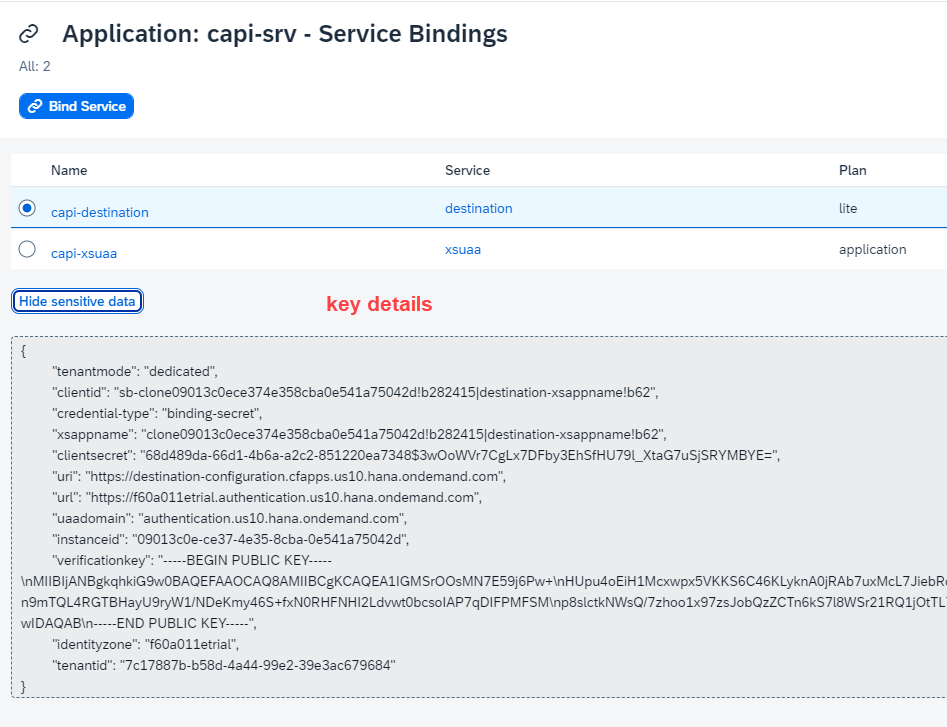 Application: capi-srv - Service Bindings
All: 2
Bind Service
Name Service Plan
capi-destination destination lite
capi-xsuaa xsuaa application
Hide sensitive data
key details
{
"tenantmode": "dedicated",
"clientid": "sb-clone09013c0ece374e358cba0e541a75042d!b282415|destination-xsappname!b62",
"credential-type": "binding-secret",
"xsappname": "clone09013c0ece374e358cba0e541a75042d!b282415|destination-xsappname!b62",
"clientsecret": "68d489da-66d1-4b6a-a2c2-851220ea7348$3wOoWVr7CgLx7DFby3EhSfHU79l_XtaG7uSjSRYMBYE=",
"uri": "https://destination-configuration.cfapps.us10.hana.ondemand.com",
"url": "https://f60a011etrial.authentication.us10.hana.ondemand.com",
"uaadomain": "authentication.us10.hana.ondemand.com",
"instanceid": "09013c0e-ce37-4e35-8cba-0e541a75042d",
"verificationkey": "-----BEGIN PUBLIC KEY-----
\nMIIBIjANBgkqhkiG9w0BAQEFAAOCAQ8AMIIBCgKCAQEA1IGMSrOOsMN7E59j6Pw+\nHUpu4oEiH1Mcxwpx5VKKS6C46KLyknA0jRAb7uxMcL7JiebR
n9mTQL4RGTBHayU9ryW1/NDeKmy46S+fxN0RHFNHI2Ldvwt0bcsoIAP7qDIFPMFSM\np8slctkNWsQ/7zhoo1x97zsJobQzZCTn6kS7l8WSr21RQ1jOtTL
wIDAQAB\n-----END PUBLIC KEY-----",
"identityzone": "f60a011etrial",
"tenantid": "7c17887b-b58d-4a44-99e2-39e3ac679684"
}